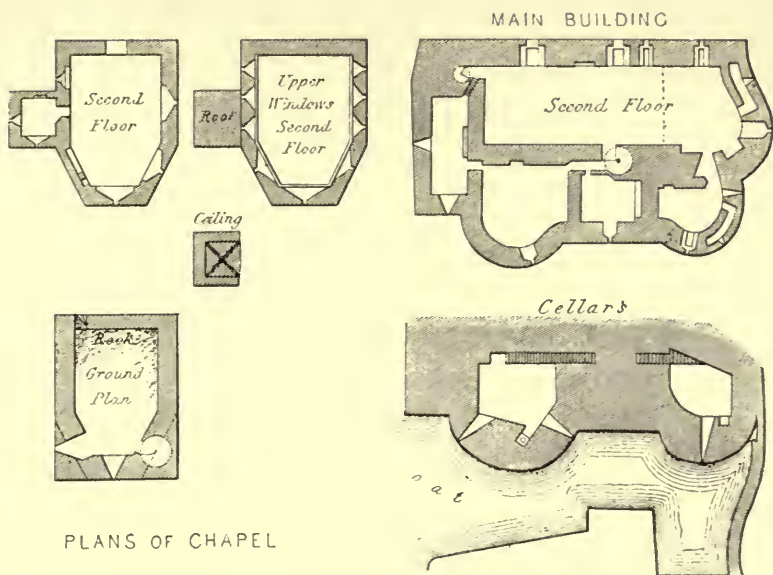 MAIN BUILDING
Second
Floor
Upper
Windows
Second
Floor
Roof
Second Floor
Ceiling
Cellars
Rock
Ground
Plan
PLANS OF CHAPEL